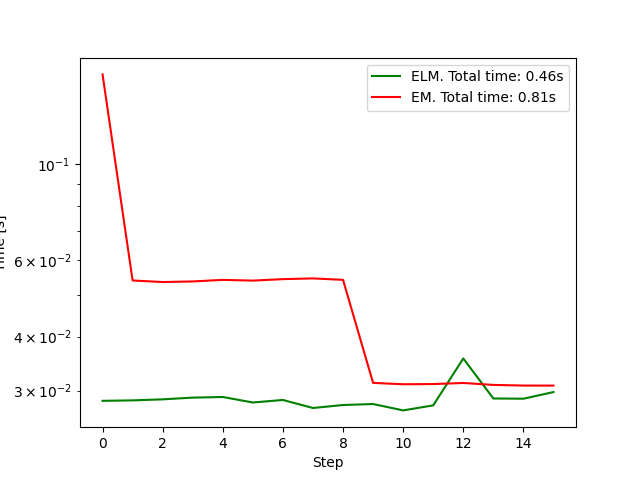 ELM. Total time: 0.46s
EM. Total time: 0.81s
10⁻¹
6 × 10⁻²
4 × 10⁻²
3 × 10⁻²
0 2 4 6 8 10 12 14
Step